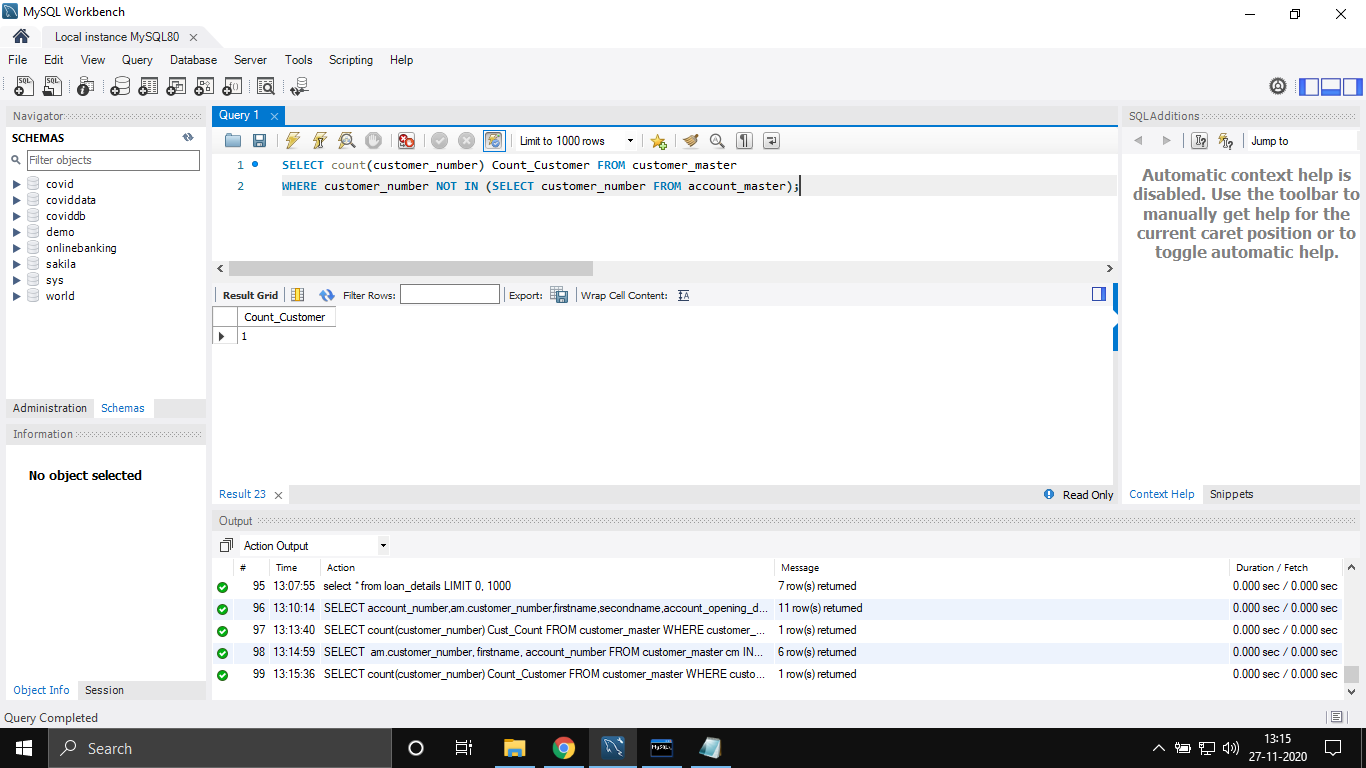 MySQL Workbench
Local instance MySQL80
File Edit View Query Database Server Tools Scripting Help
Navigator
SCHEMAS
Filter objects
covid
coviddata
coviddb
demo
onlinebanking
sakila
sys
world
Administration Schemas
Information
No object selected
Object Info Session
Query 1
Limit to 1000 rows
1 SELECT count(customer_number) Count_Customer FROM customer_master
2 WHERE customer_number NOT IN (SELECT customer_number FROM account_master);
Result Grid Filter Rows: Export: Wrap Cell Content:
Count_Customer
1
Result 23 Read Only
SQLAdditions
Jump to
Automatic context help is
disabled. Use the toolbar to
manually get help for the
current caret position or to
toggle automatic help.
Context Help Snippets
Output
Action Output
# Time Action Message Duration / Fetch
95 13:07:55 select * from loan_details LIMIT 0, 1000 7 row(s) returned 0.000 sec / 0.000 sec
96 13:10:14 SELECT account_number,am.customer_number,firstname,secondname,account_opening_d... 11 row(s) returned 0.000 sec / 0.000 sec
97 13:13:40 SELECT count(customer_number) Cust_Count FROM customer_master WHERE customer_... 1 row(s) returned 0.000 sec / 0.000 sec
98 13:14:59 SELECT am.customer_number, firstname, account_number FROM customer_master cm IN... 6 row(s) returned 0.000 sec / 0.000 sec
99 13:15:36 SELECT count(customer_number) Count_Customer FROM customer_master WHERE custo... 1 row(s) returned 0.000 sec / 0.000 sec
Query Completed
Search
13:15
27-11-2020